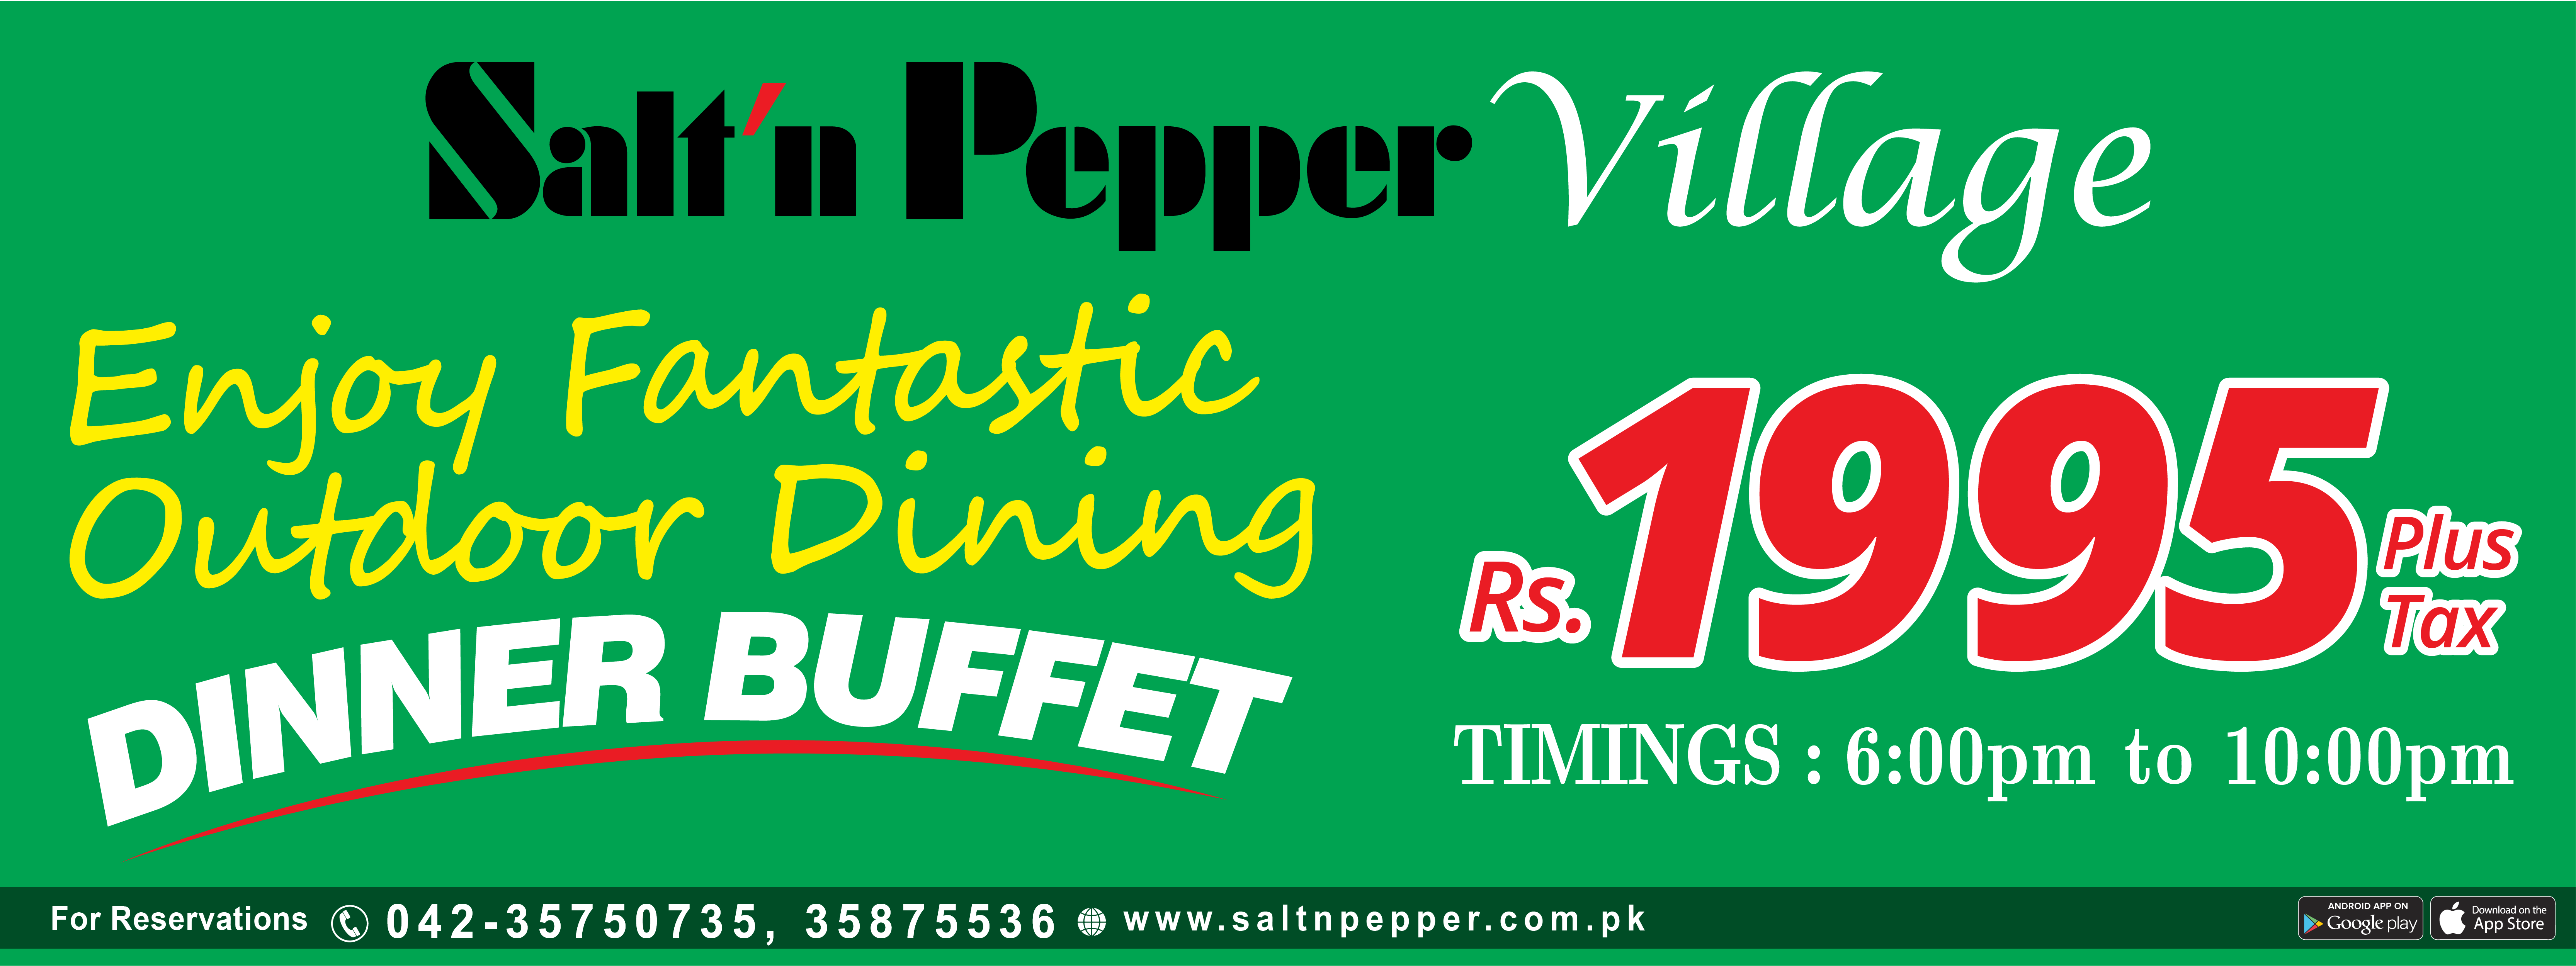 Salt'n Pepper Village
Enjoy Fantastic
Outdoor Dining
DINNER BUFFET
Rs. 1995 Plus Tax
TIMINGS : 6:00pm to 10:00pm
For Reservations 042-35750735, 35875536 www.saltnpepper.com.pk
ANDROID APP ON
Google play
Download on the
App Store